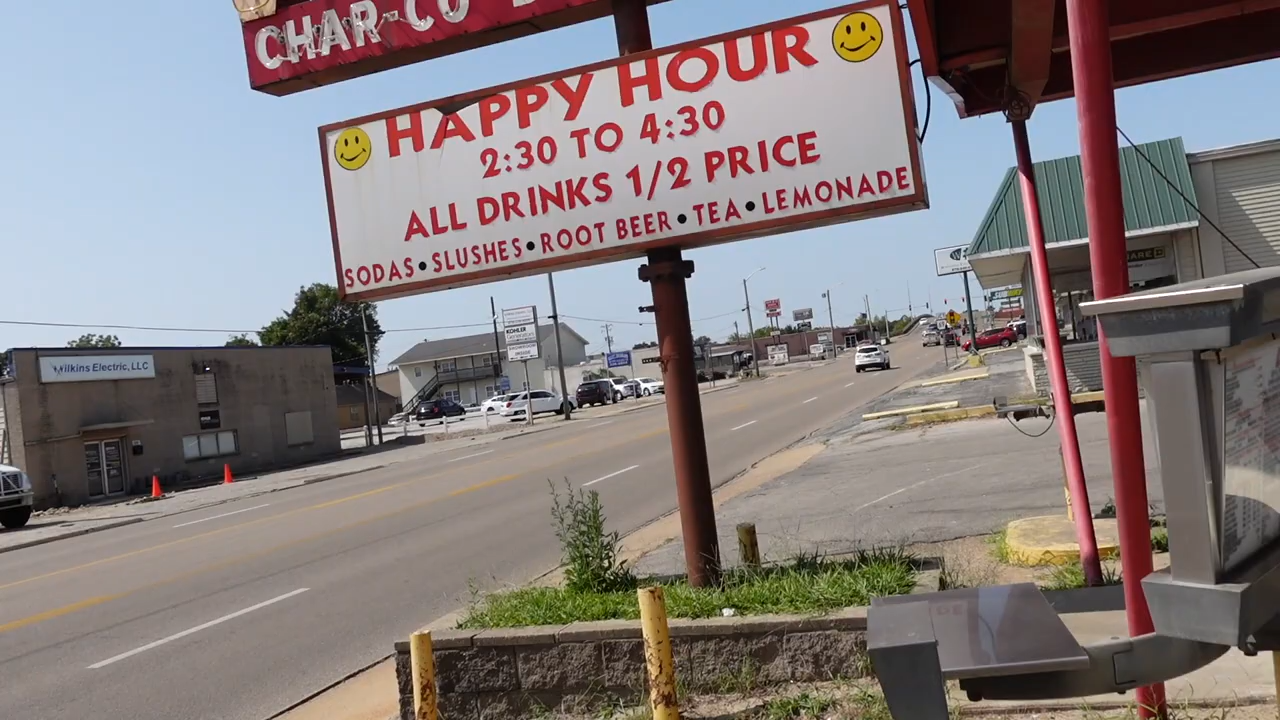 CHAR-CO
HAPPY HOUR
2:30 TO 4:30
ALL DRINKS 1/2 PRICE
SODAS•SLUSHES•ROOT BEER•TEA•LEMONADE
Wilkins Electric, LLC
KOHLER